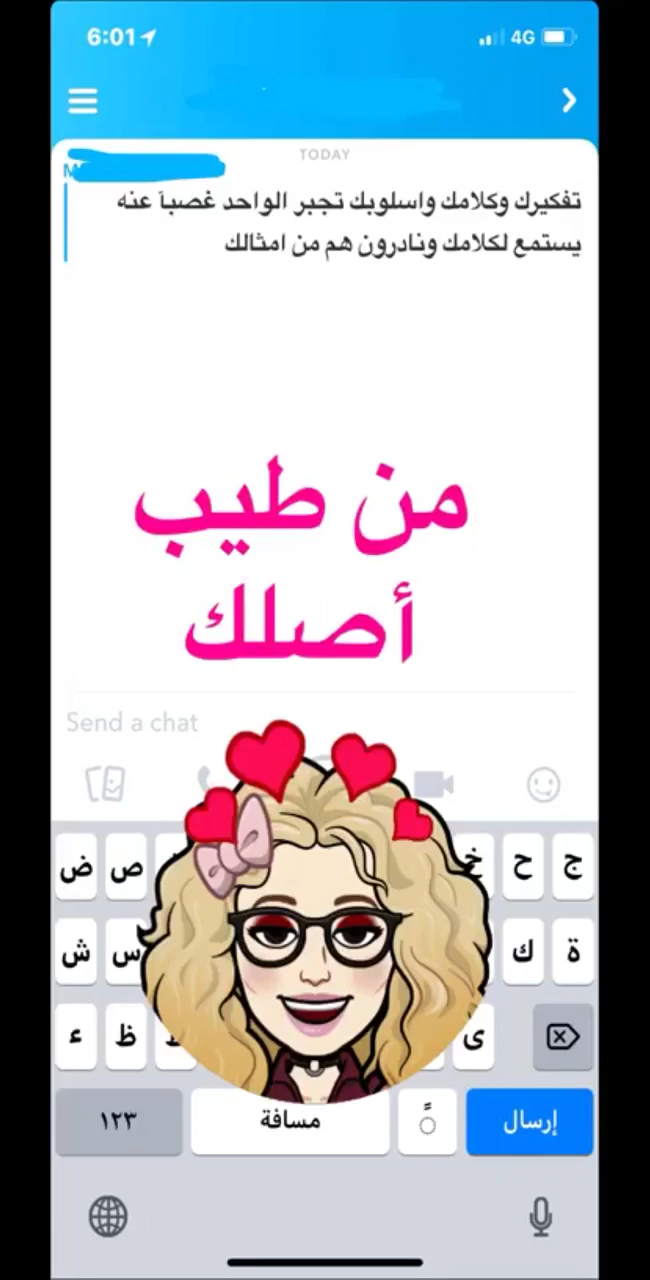 6:01
4G
TODAY
M
تفكيرك وكلامك واسلوبك تجبر الواحد غصباً عنه
يستمع لكلامك ونادرون هم من امثالك
من طيب
أصلك
Send a chat
ض ص خ ح ج
ش س ك ة
ء ظ ى
١٢٣ مسافة إرسال